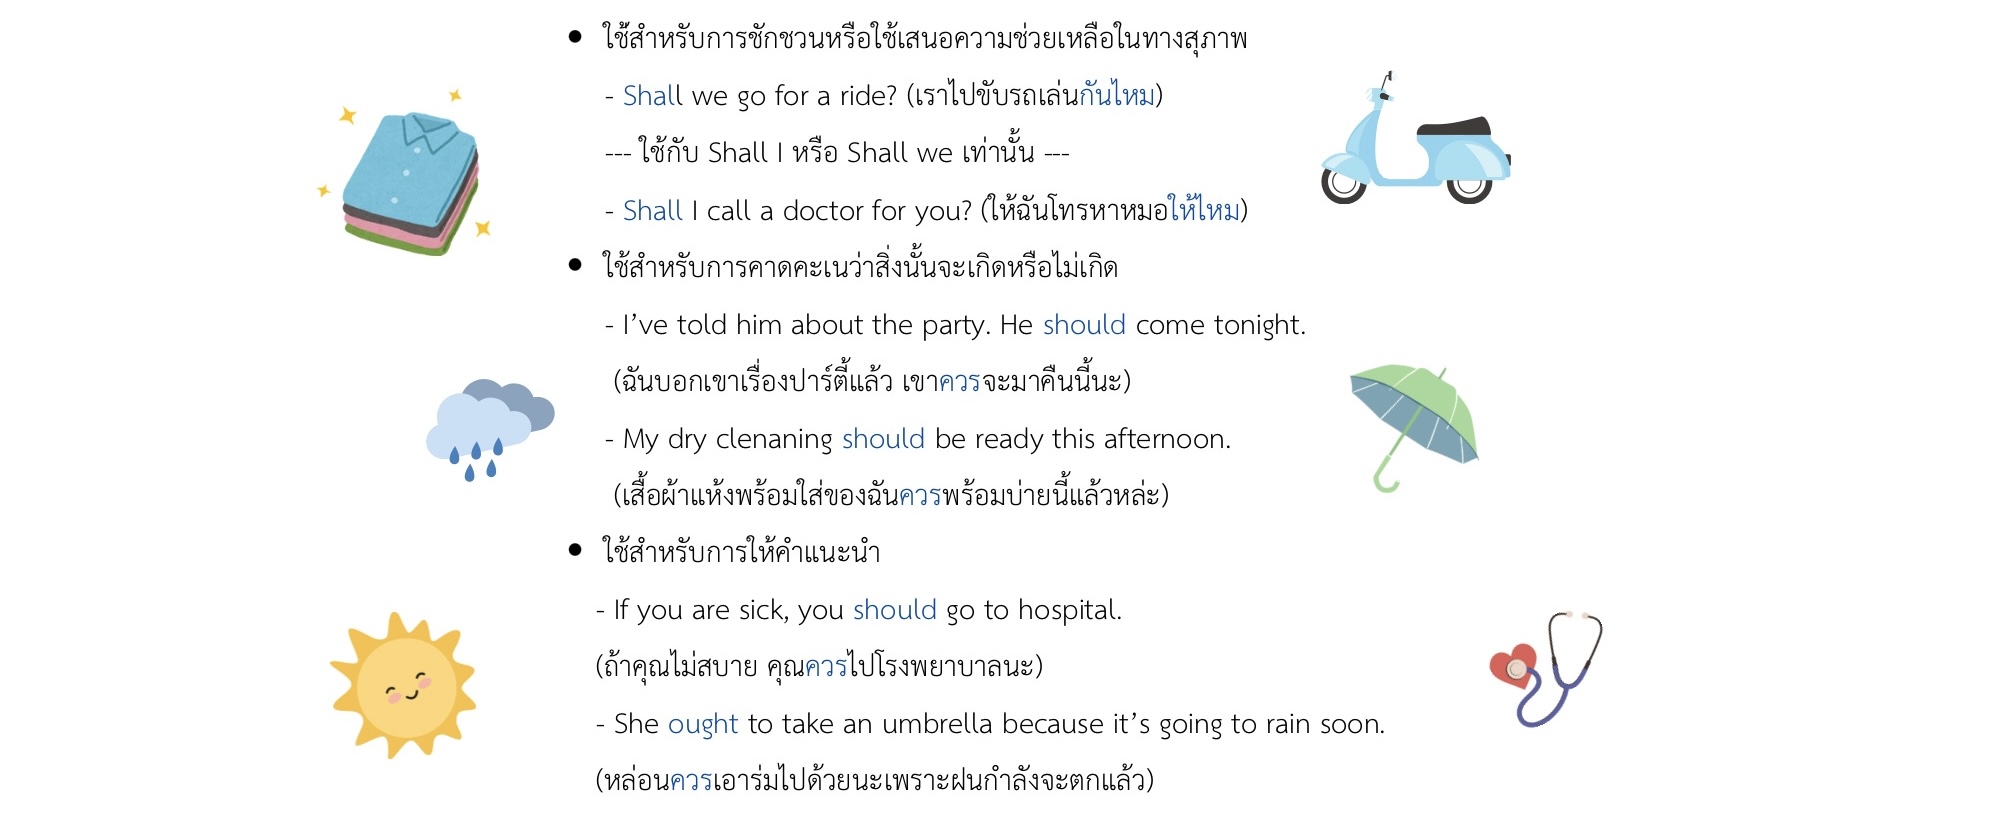 • ใช้สำหรับการชักชวนหรือใช้เสนอความช่วยเหลือในทางสุภาพ
- Shall we go for a ride? (เราไปขับรถเล่นกันไหม)
--- ใช้กับ Shall I หรือ Shall we เท่านั้น ---
- Shall I call a doctor for you? (ให้ฉันโทรหาหมอให้ไหม)
• ใช้สำหรับการคาดคะเนว่าสิ่งนั้นจะเกิดหรือไม่เกิด
- I’ve told him about the party. He should come tonight.
(ฉันบอกเขาเรื่องปาร์ตี้แล้ว เขาควรจะมาคืนนี้นะ)
- My dry clenaning should be ready this afternoon.
(เสื้อผ้าแห้งพร้อมใส่ของฉันควรพร้อมบ่ายนี้แล้วหล่ะ)
• ใช้สำหรับการให้คำแนะนำ
- If you are sick, you should go to hospital.
(ถ้าคุณไม่สบาย คุณควรไปโรงพยาบาลนะ)
- She ought to take an umbrella because it’s going to rain soon.
(หล่อนควรเอาร่มไปด้วยนะเพราะฝนกำลังจะตกแล้ว)